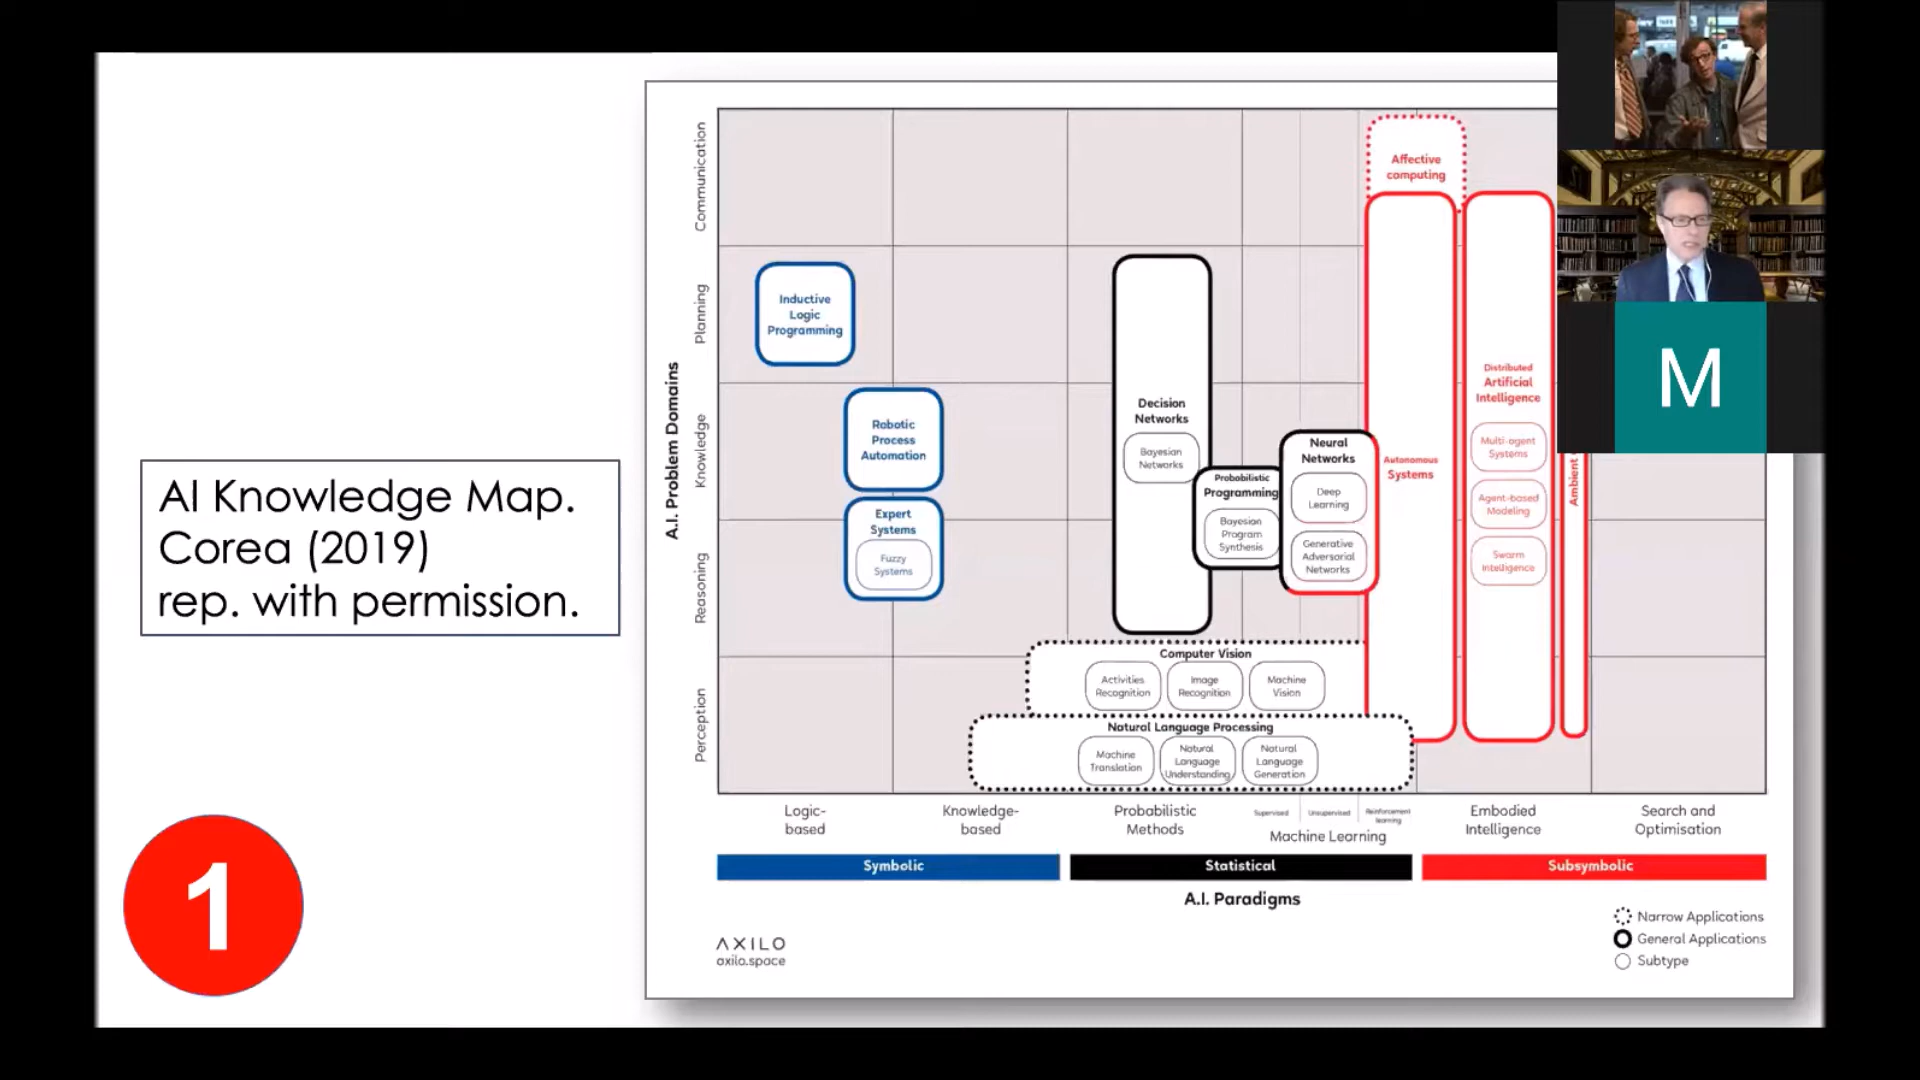 AI Knowledge Map.
Corea (2019)
rep. with permission.
1
A.I. Problem Domains
Communication
Planning
Knowledge
Reasoning
Perception
Inductive
Logic
Programming
Robotic
Process
Automation
Expert
Systems
Fuzzy
Systems
Decision
Networks
Bayesian
Networks
Probobilistic
Programming
Bayesian
Program
Synthesis
Neural
Networks
Deep
Learning
Generative
Adversorial
Networks
Affective
computing
Autonomous
Systems
Distributed
Artificial
Intelligence
Multi-agent
Systems
Agent-based
Modeling
Swarm
Intelligence
Ambient
Computer Vision
Activities
Recognition
Image
Recognition
Machine
Vision
Natural Language Processing
Machine
Translation
Natural
Language
Understanding
Natural
Language
Generation
Logic-
based
Knowledge-
based
Probabilistic
Methods
Supervised
Unsupervised
Reinforcement
learning
Machine Learning
Embodied
Intelligence
Search and
Optimisation
Symbolic
Statistical
Subsymbolic
A.I. Paradigms
AXILO
axilo.space
Narrow Applications
General Applications
Subtype
M